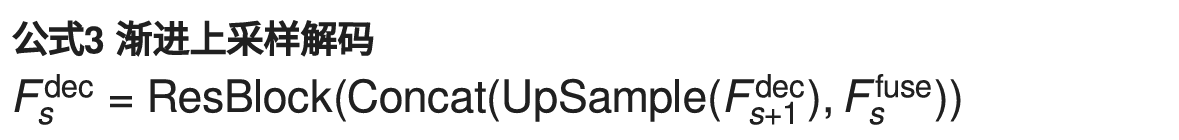 公式3 渐进上采样解码
F_s^dec = ResBlock(Concat(UpSample(F_{s+1}^dec), F_s^fuse))